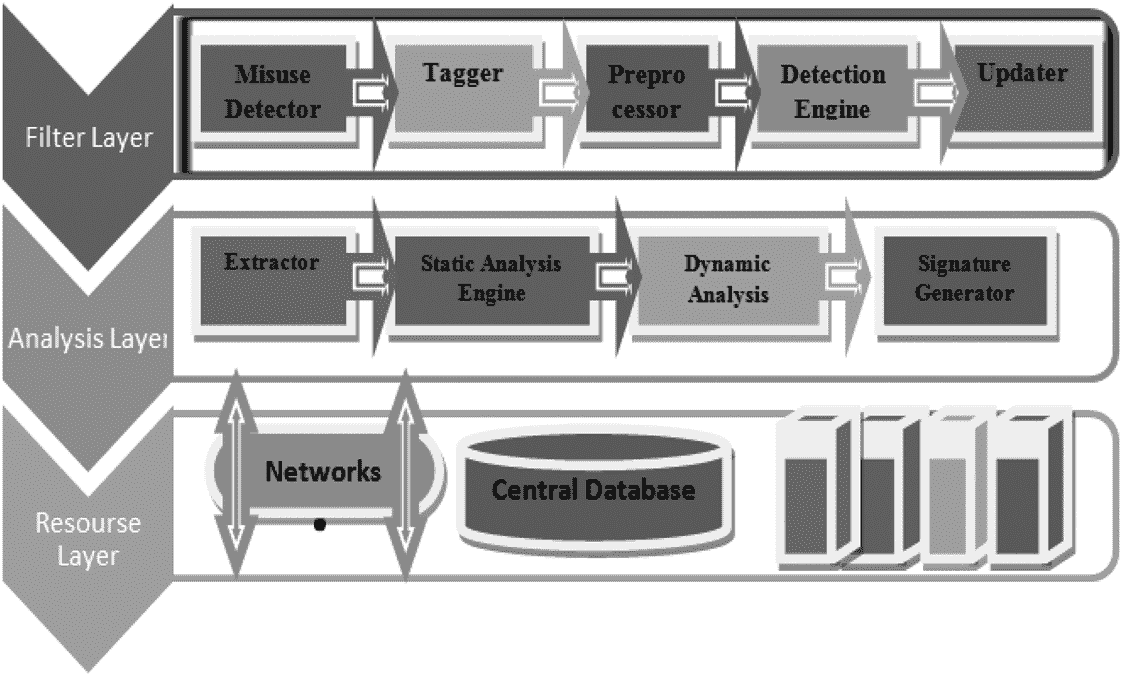 Filter Layer
Misuse
Detector
Tagger
Prepro
cessor
Detection
Engine
Updater
Analysis Layer
Extractor
Static Analysis
Engine
Dynamic
Analysis
Signature
Generator
Resourse
Layer
Networks
Central Database